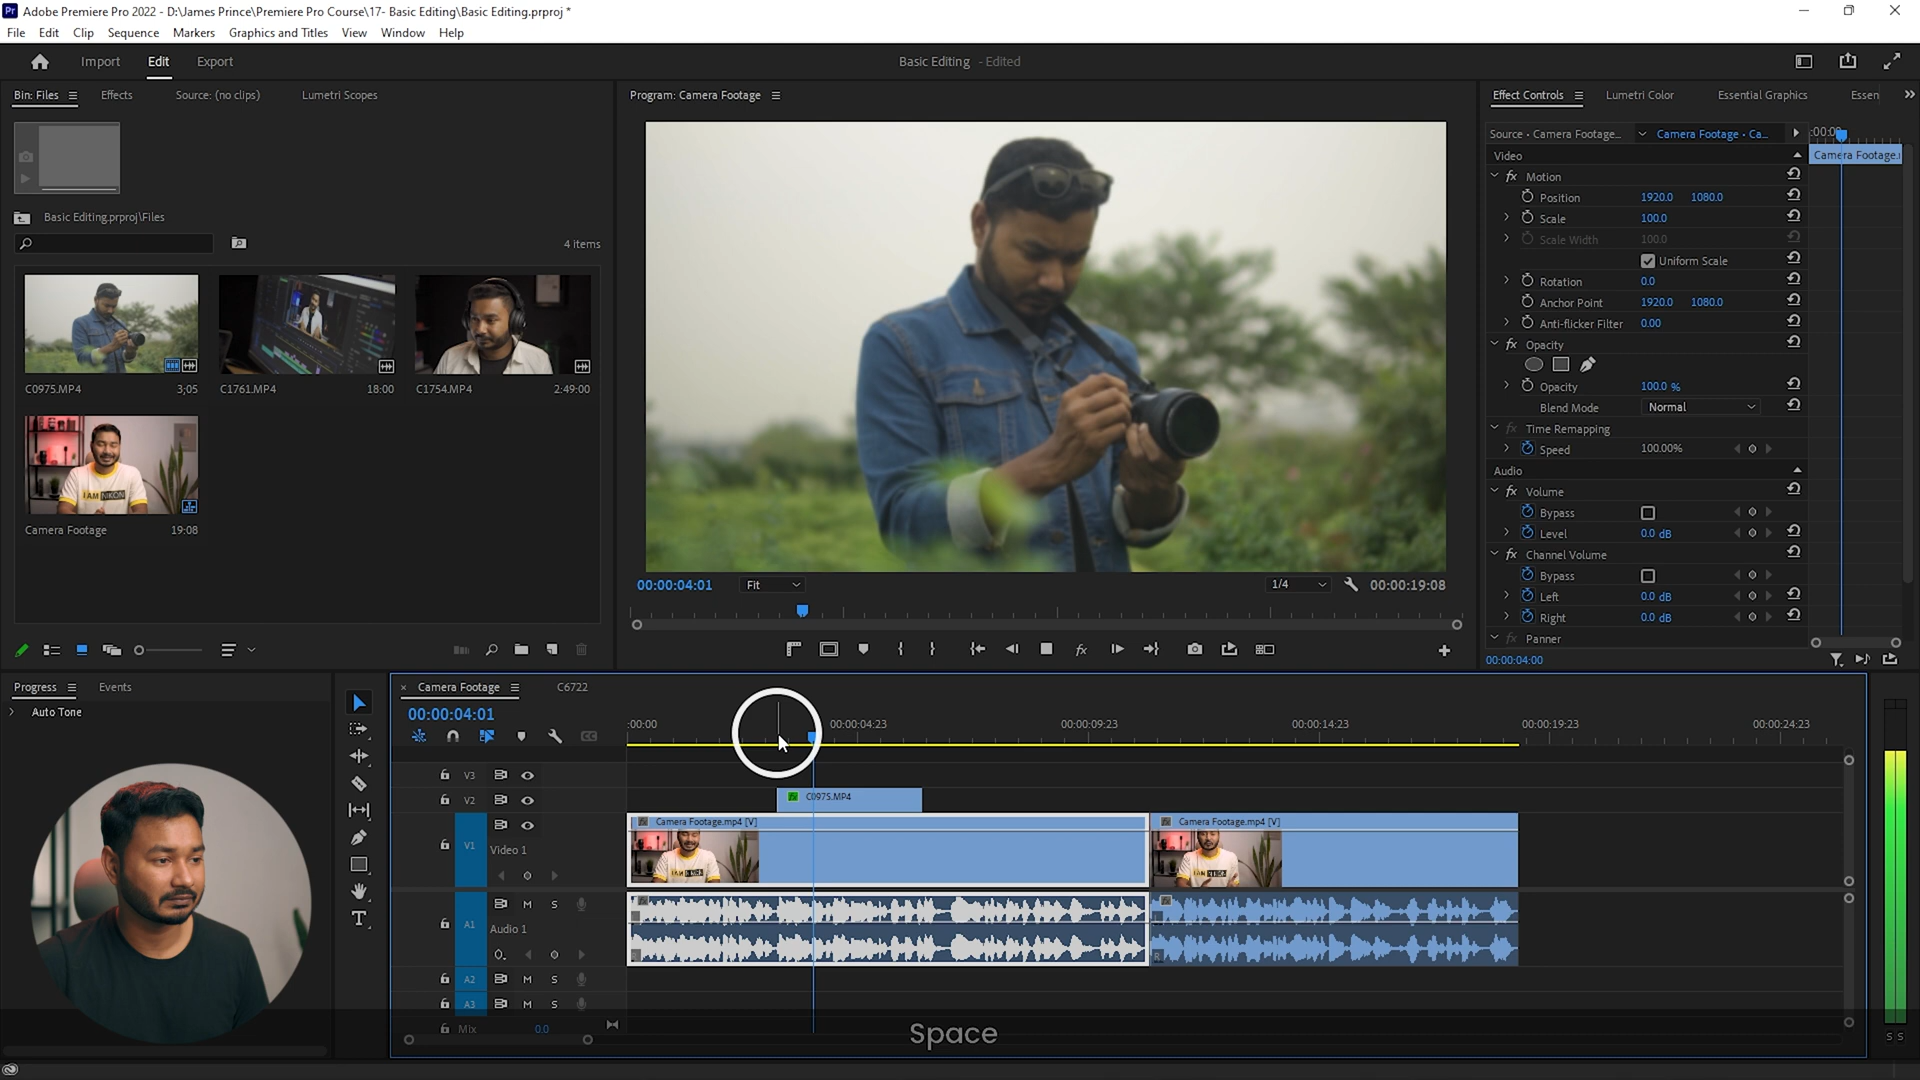 Pr Adobe Premiere Pro 2022 - D:\James Prince\Premiere Pro Course\17- Basic Editing\Basic Editing.prproj *
File Edit Clip Sequence Markers Graphics and Titles View Window Help
Import Edit Export Basic Editing - Edited
Bin: Files Effects Source: (no clips) Lumetri Scopes
Program: Camera Footage
Effect Controls Lumetri Color Essential Graphics Essen
Basic Editing.prproj\Files
4 items
C0975.MP4 3;05
C1761.MP4 18:00
C1754.MP4 2:49:00
I AM NIKON
Camera Footage 19:08
00:00:04:01 Fit 1/4 00:00:19:08
Source • Camera Footage... Camera Footage • Ca... :00:00
Video Camera Footage.
fx Motion
Position 1920.0 1080.0
Scale 100.0
Scale Width 100.0
Uniform Scale
Rotation 0.0
Anchor Point 1920.0 1080.0
Anti-flicker Filter 0.00
fx Opacity
Opacity 100.0 %
Blend Mode Normal
fx Time Remapping
Speed 100.00%
Audio
fx Volume
Bypass
Level 0.0 dB
fx Channel Volume
Bypass
Left 0.0 dB
Right 0.0 dB
fx Panner
00:00:04:00
Progress Events
Auto Tone
× Camera Footage C6722
00:00:04:01
:00:00 00:00:04:23 00:00:09:23 00:00:14:23 00:00:19:23 00:00:24:23
V3
V2 fx C0975.MP4
fx Camera Footage.mp4 [V] fx Camera Footage.mp4 [V]
V1 Video 1
M S
A1 Audio 1
A2 M S
A3 M S
Mix 0.0
S S
Space